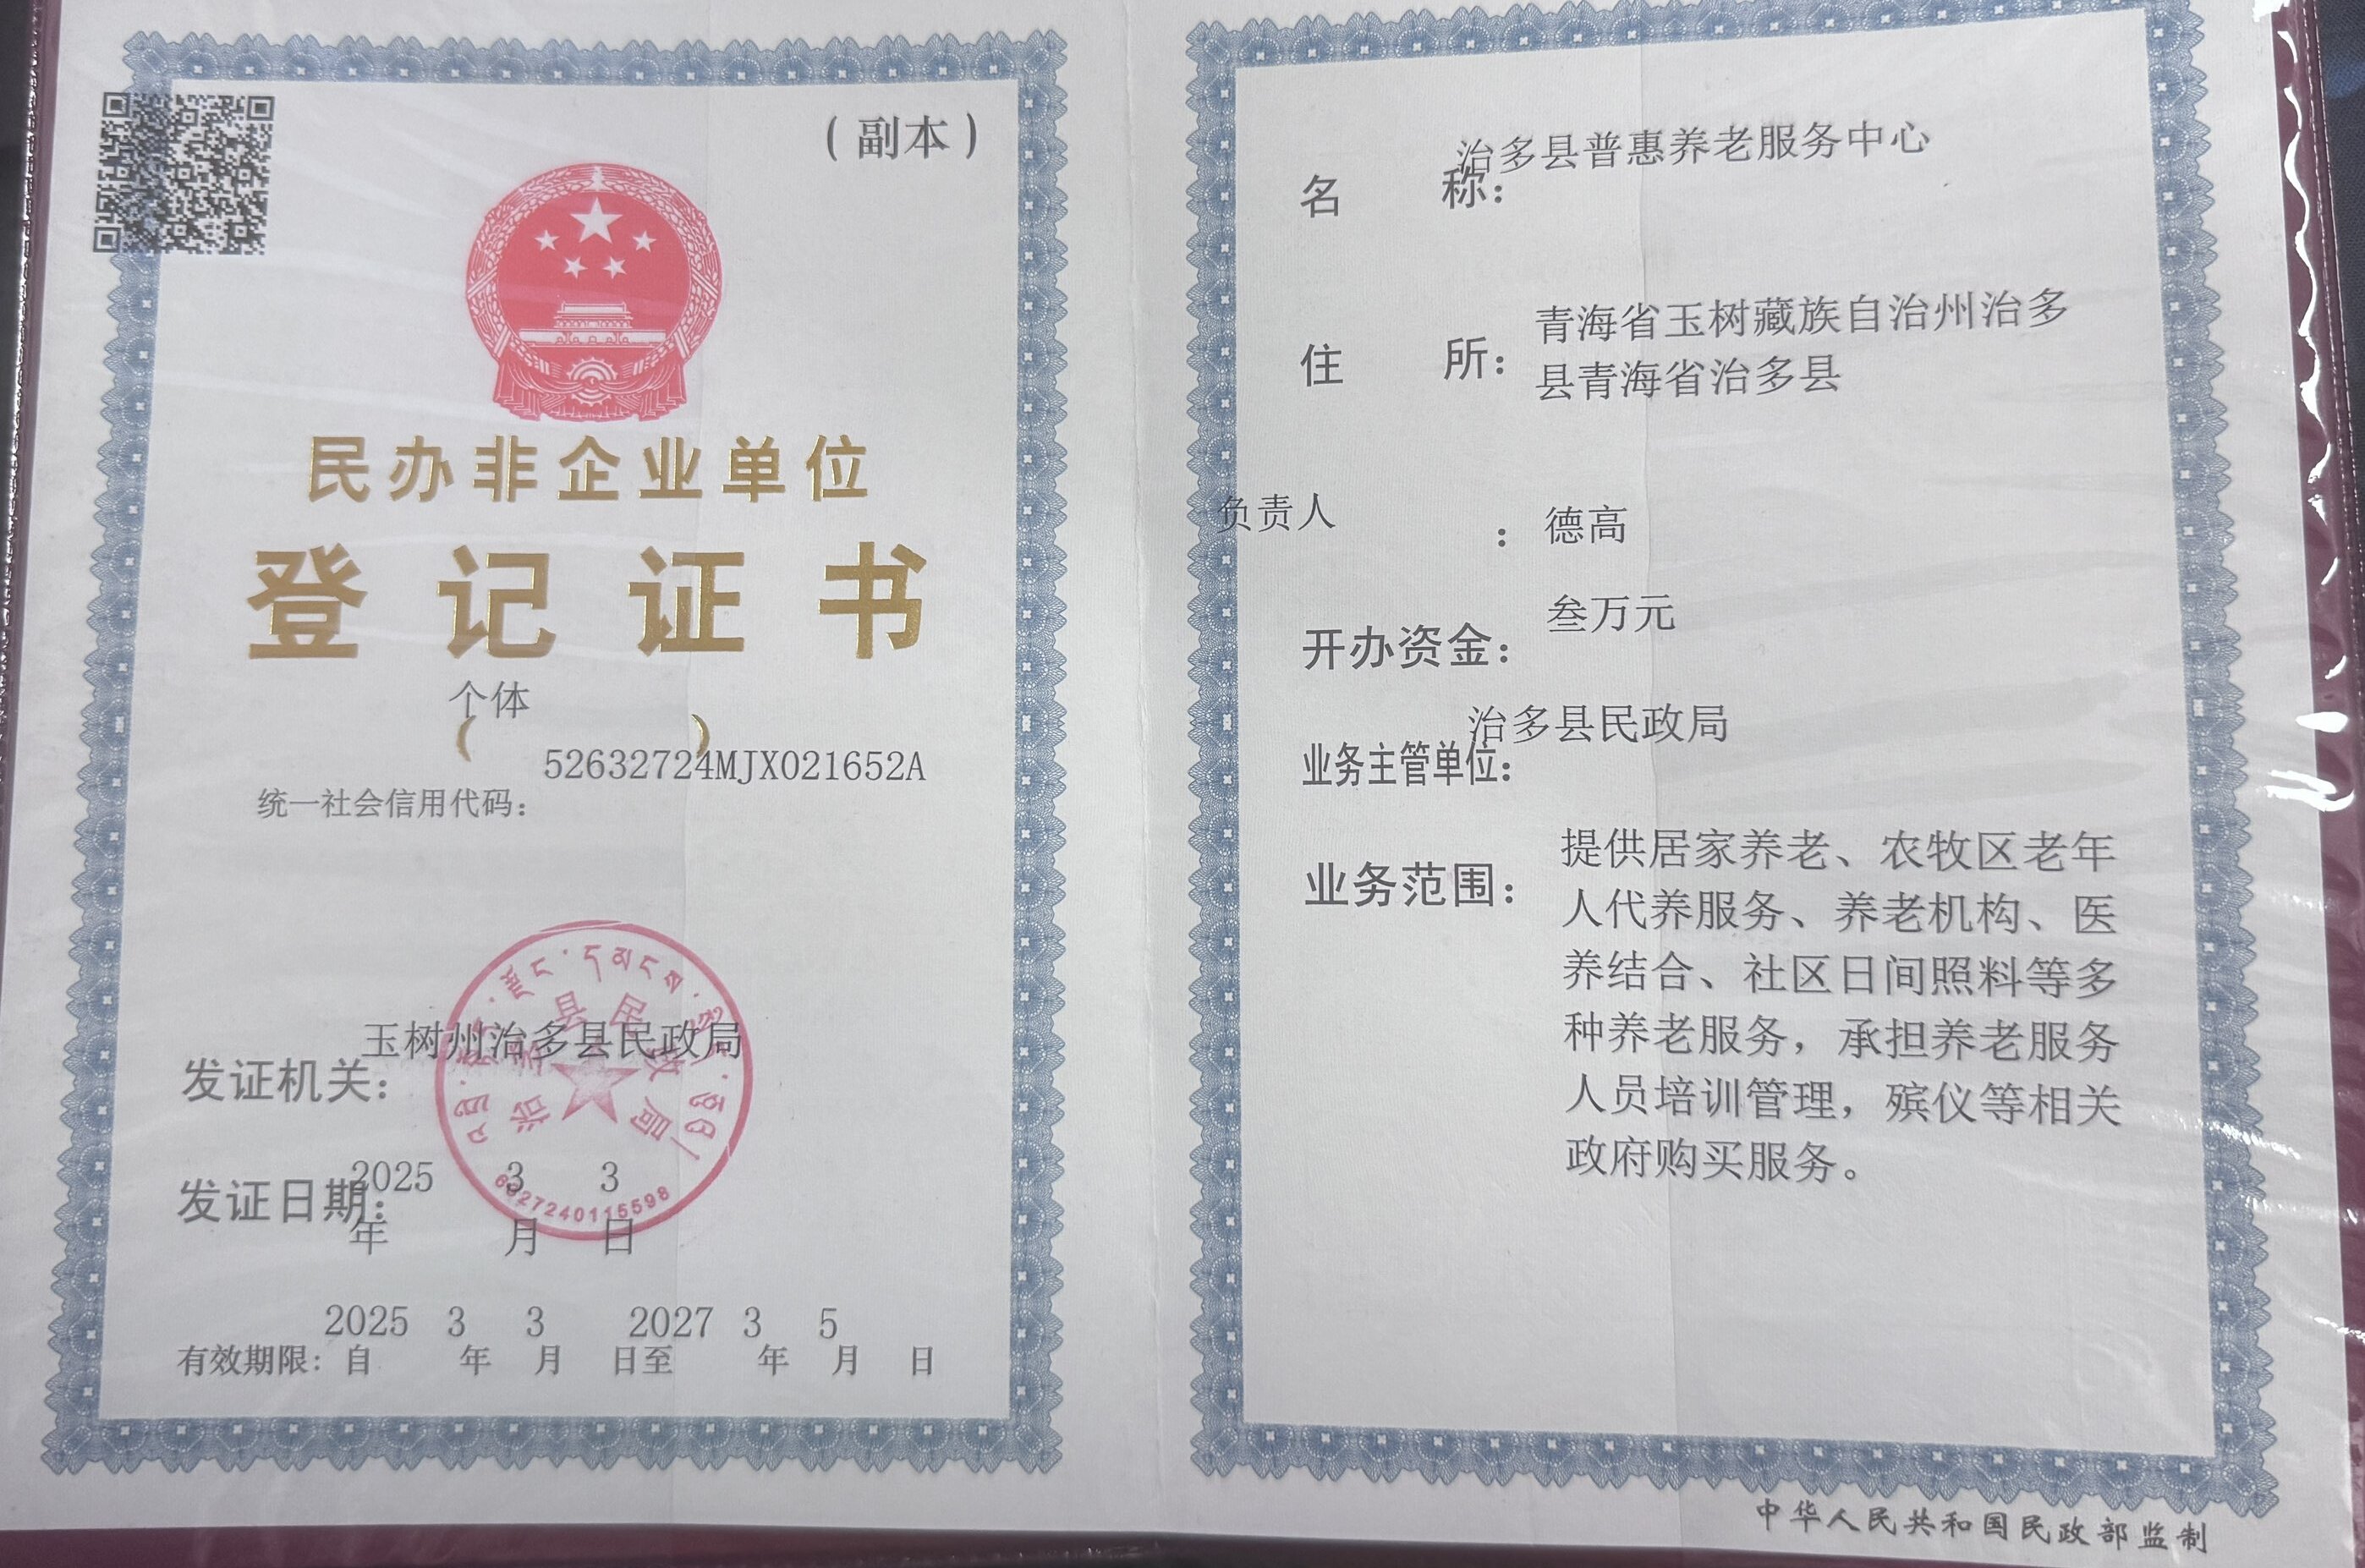 （副本）
民办非企业单位
登记证书
个体
（ ）
52632724MJX021652A
统一社会信用代码：
玉树州治多县民政局
发证机关：
治多县民政局
2025 3 3
发证日期：
年 月 日
2025 3 3 2027 3 5
有效期限：自 年 月 日至 年 月 日
治多县普惠养老服务中心
名 称：
住 所：青海省玉树藏族自治州治多
县青海省治多县
负责人：德高
叁万元
开办资金：
治多县民政局
业务主管单位：
业务范围：提供居家养老、农牧区老年
人代养服务、养老机构、医
养结合、社区日间照料等多
种养老服务，承担养老服务
人员培训管理，殡仪等相关
政府购买服务。
中华人民共和国民政部监制